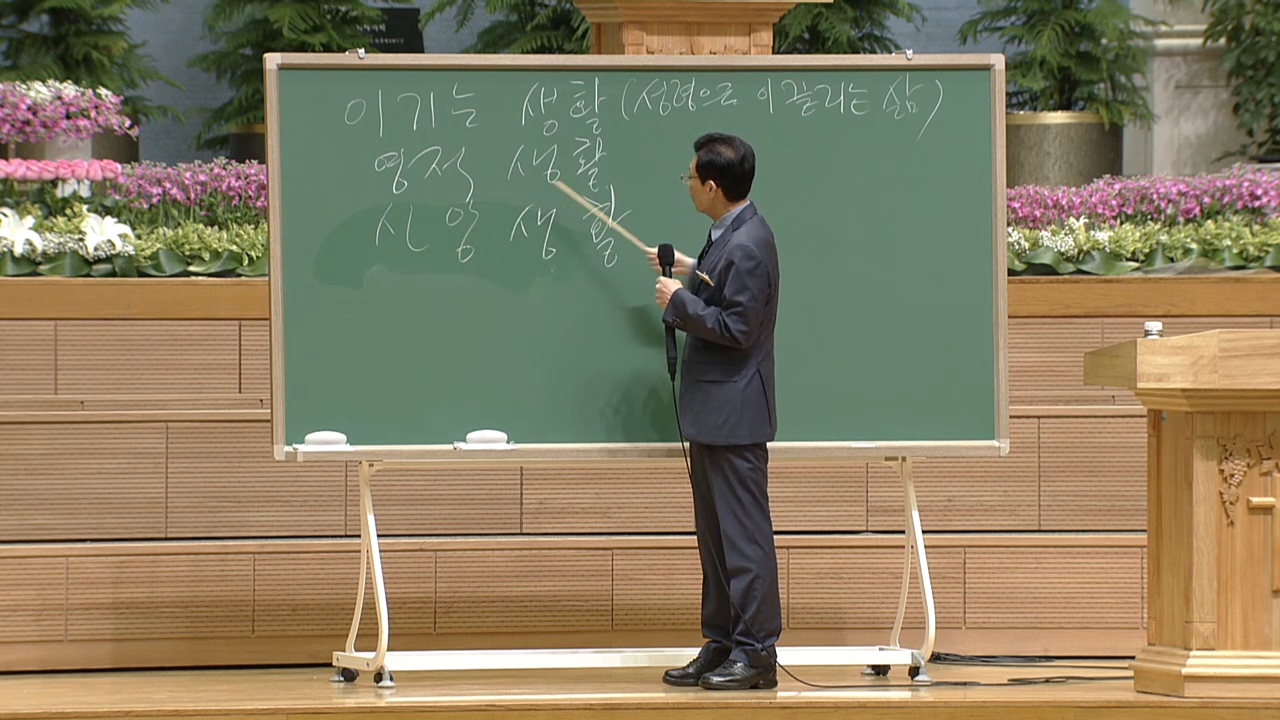 이기는 생활 (성령으로 이끌리는 삶)
영적 생활
신앙 생활